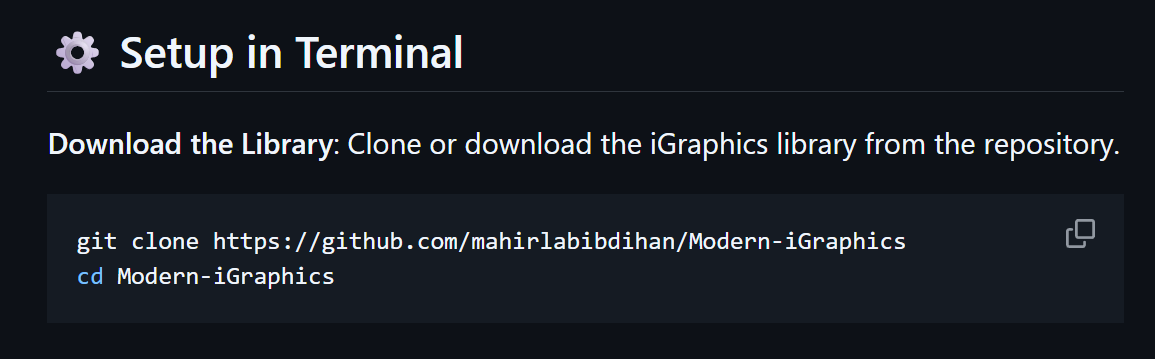 Setup in Terminal
Download the Library: Clone or download the iGraphics library from the repository.
git clone https://github.com/mahirlabibdihan/Modern-iGraphics
cd Modern-iGraphics